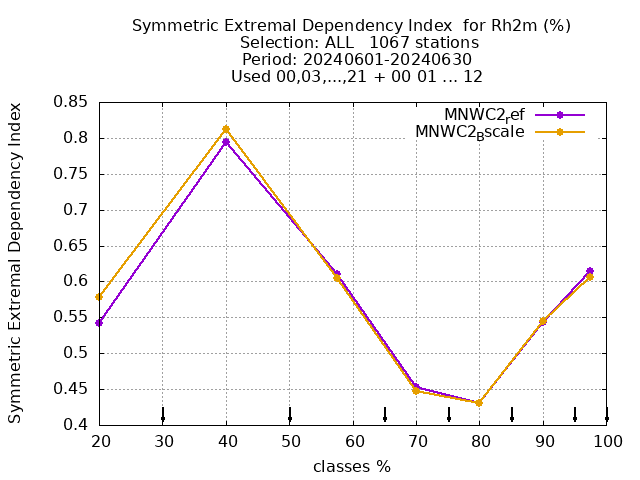 Symmetric Extremal Dependency Index  for Rh2m (%)
Selection: ALL   1067 stations
Period: 20240601-20240630
Used 00,03,...,21 + 00 01 ... 12
Symmetric Extremal Dependency Index
0.85
0.8
0.75
0.7
0.65
0.6
0.55
0.5
0.45
0.4
MNWC2ref
MNWC2Bscale
20 30 40 50 60 70 80 90 100
classes %